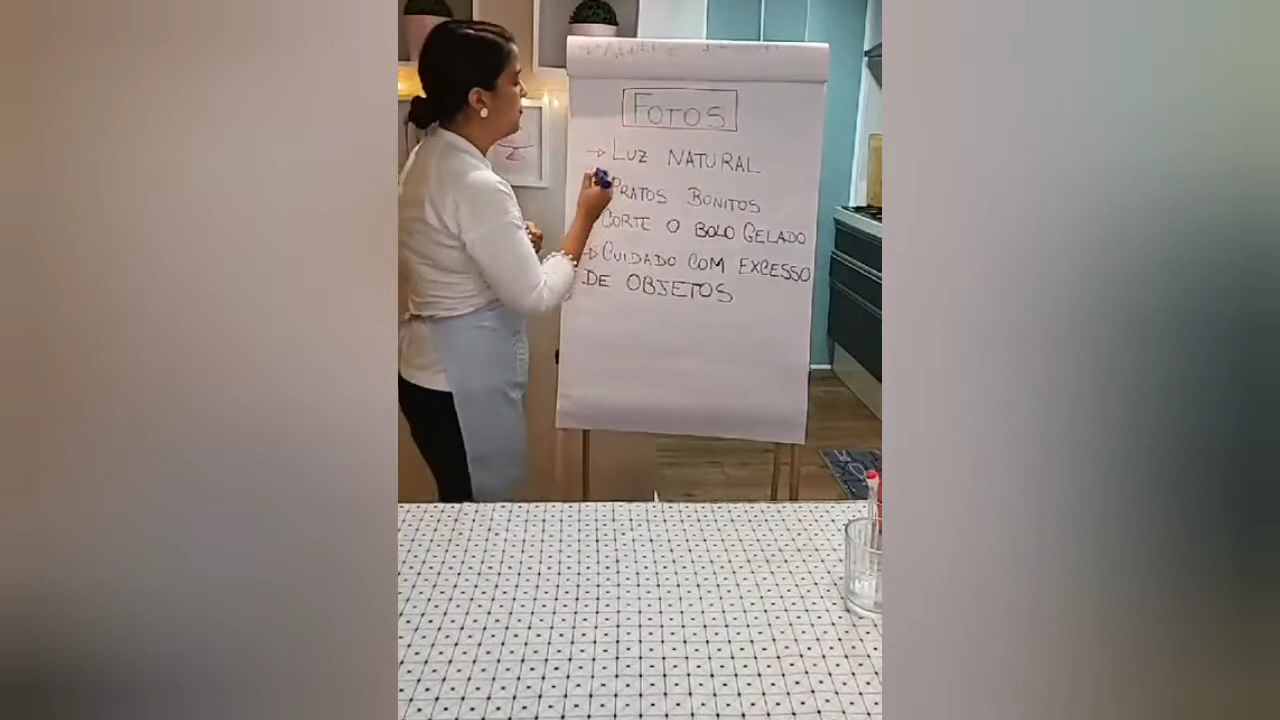 FOTOS
→ LUZ NATURAL
PRATOS BONITOS
CORTE O BOLO GELADO
→ CUIDADO COM EXCESSO
DE OBJETOS